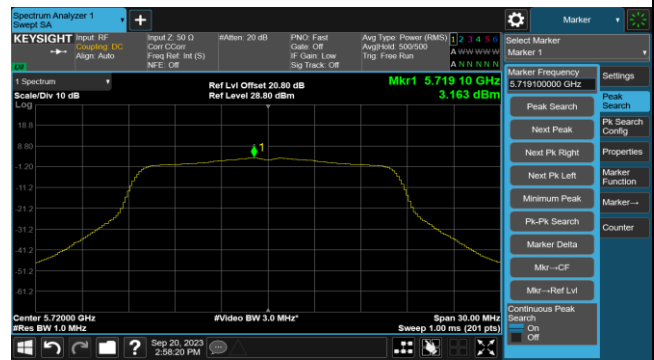 Spectrum Analyzer 1
Swept SA
+
Marker
KEYSIGHT
Input: RF
Coupling: DC
Align: Auto
Input Z: 50 Ω
Corr CCorr
Freq Ref: Int (S)
NFE: Off
#Atten: 20 dB
PNO: Fast
Gate: Off
IF Gain: Low
Sig Track: Off
Avg Type: Power (RMS)
Avg|Hold: 500/500
Trig: Free Run
1 2 3 4 5 6
A W W W W W
A N N N N N
LXI
1 Spectrum
Scale/Div 10 dB
Log
Ref Lvl Offset 20.80 dB
Ref Level 28.80 dBm
Mkr1 5.719 10 GHz
3.163 dBm
18.8
8.80
-1.20
-11.2
-21.2
-31.2
-41.2
-51.2
-61.2
1
Center 5.72000 GHz
#Res BW 1.0 MHz
#Video BW 3.0 MHz*
Span 30.00 MHz
Sweep 1.00 ms (201 pts)
Select Marker
Marker 1
Marker Frequency
5.719100000 GHz
Peak Search
Next Peak
Next Pk Right
Next Pk Left
Minimum Peak
Pk-Pk Search
Marker Delta
Mkr→CF
Mkr→Ref Lvl
Continuous Peak
Search
On
Off
Settings
Peak
Search
Pk Search
Config
Properties
Marker
Function
Marker→
Counter
?
Sep 20, 2023
2:58:20 PM